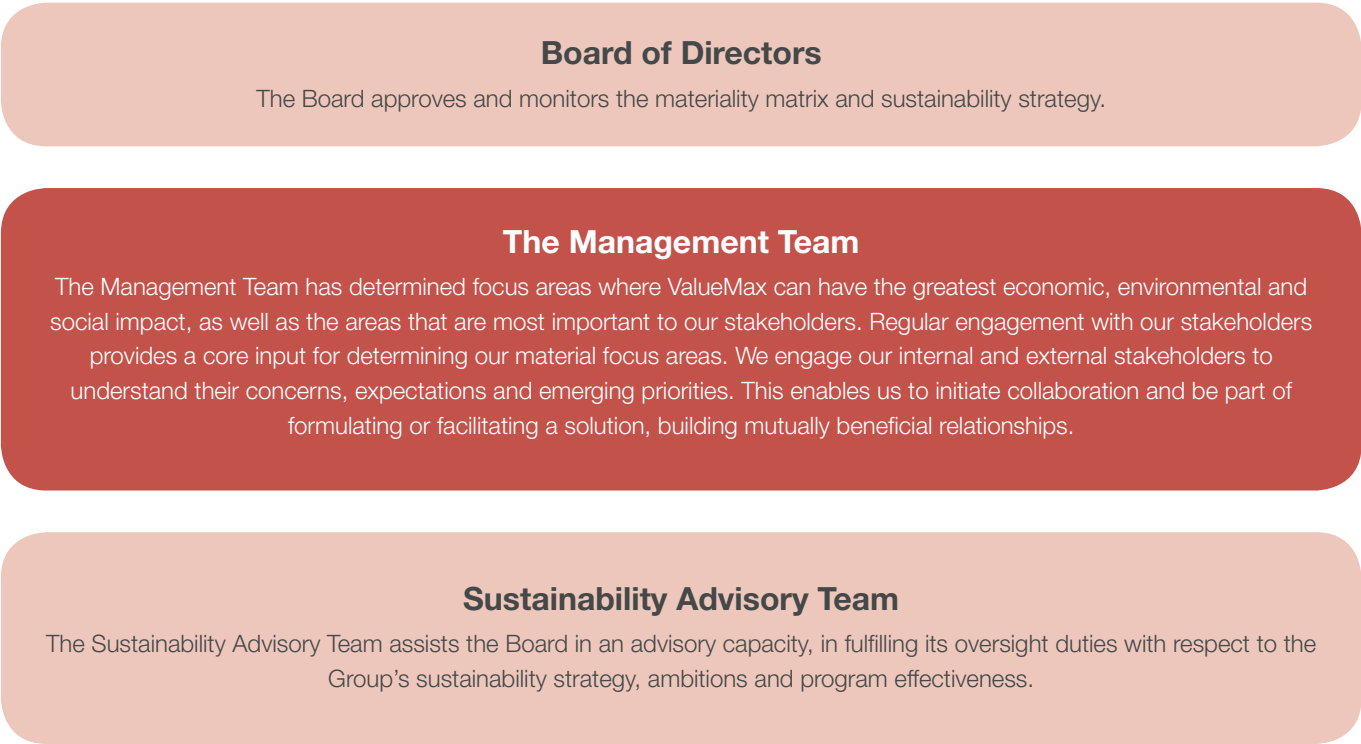 Board of Directors
The Board approves and monitors the materiality matrix and sustainability strategy.
The Management Team
The Management Team has determined focus areas where ValueMax can have the greatest economic, environmental and
social impact, as well as the areas that are most important to our stakeholders. Regular engagement with our stakeholders
provides a core input for determining our material focus areas. We engage our internal and external stakeholders to
understand their concerns, expectations and emerging priorities. This enables us to initiate collaboration and be part of
formulating or facilitating a solution, building mutually beneficial relationships.
Sustainability Advisory Team
The Sustainability Advisory Team assists the Board in an advisory capacity, in fulfilling its oversight duties with respect to the
Group’s sustainability strategy, ambitions and program effectiveness.